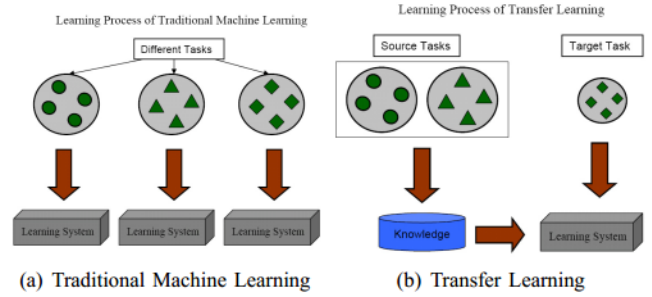 Learning Process of Traditional Machine Learning
Different Tasks
Learning System
Learning System
Learning System
(a) Traditional Machine Learning
Learning Process of Transfer Learning
Source Tasks
Target Task
Knowledge
Learning System
(b) Transfer Learning